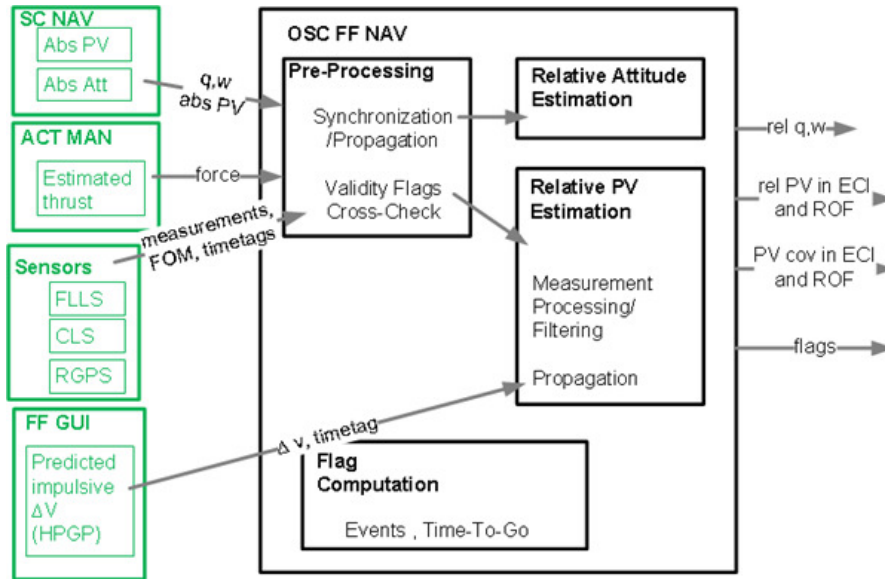 SC NAV
Abs PV
Abs Att
ACT MAN
Estimated
thrust
Sensors
FLLS
CLS
RGPS
FF GUI
Predicted
impulsive
ΔV
(HPGP)
q,w
abs PV
force
measurements,
FOM, timetags
Δ v, timetag
OSC FF NAV
Pre-Processing
Synchronization
/Propagation
Validity Flags
Cross-Check
Relative Attitude
Estimation
Relative PV
Estimation
Measurement
Processing/
Filtering
Propagation
Flag
Computation
Events , Time-To-Go
rel q,w
rel PV in ECI
and ROF
PV cov in ECI
and ROF
flags